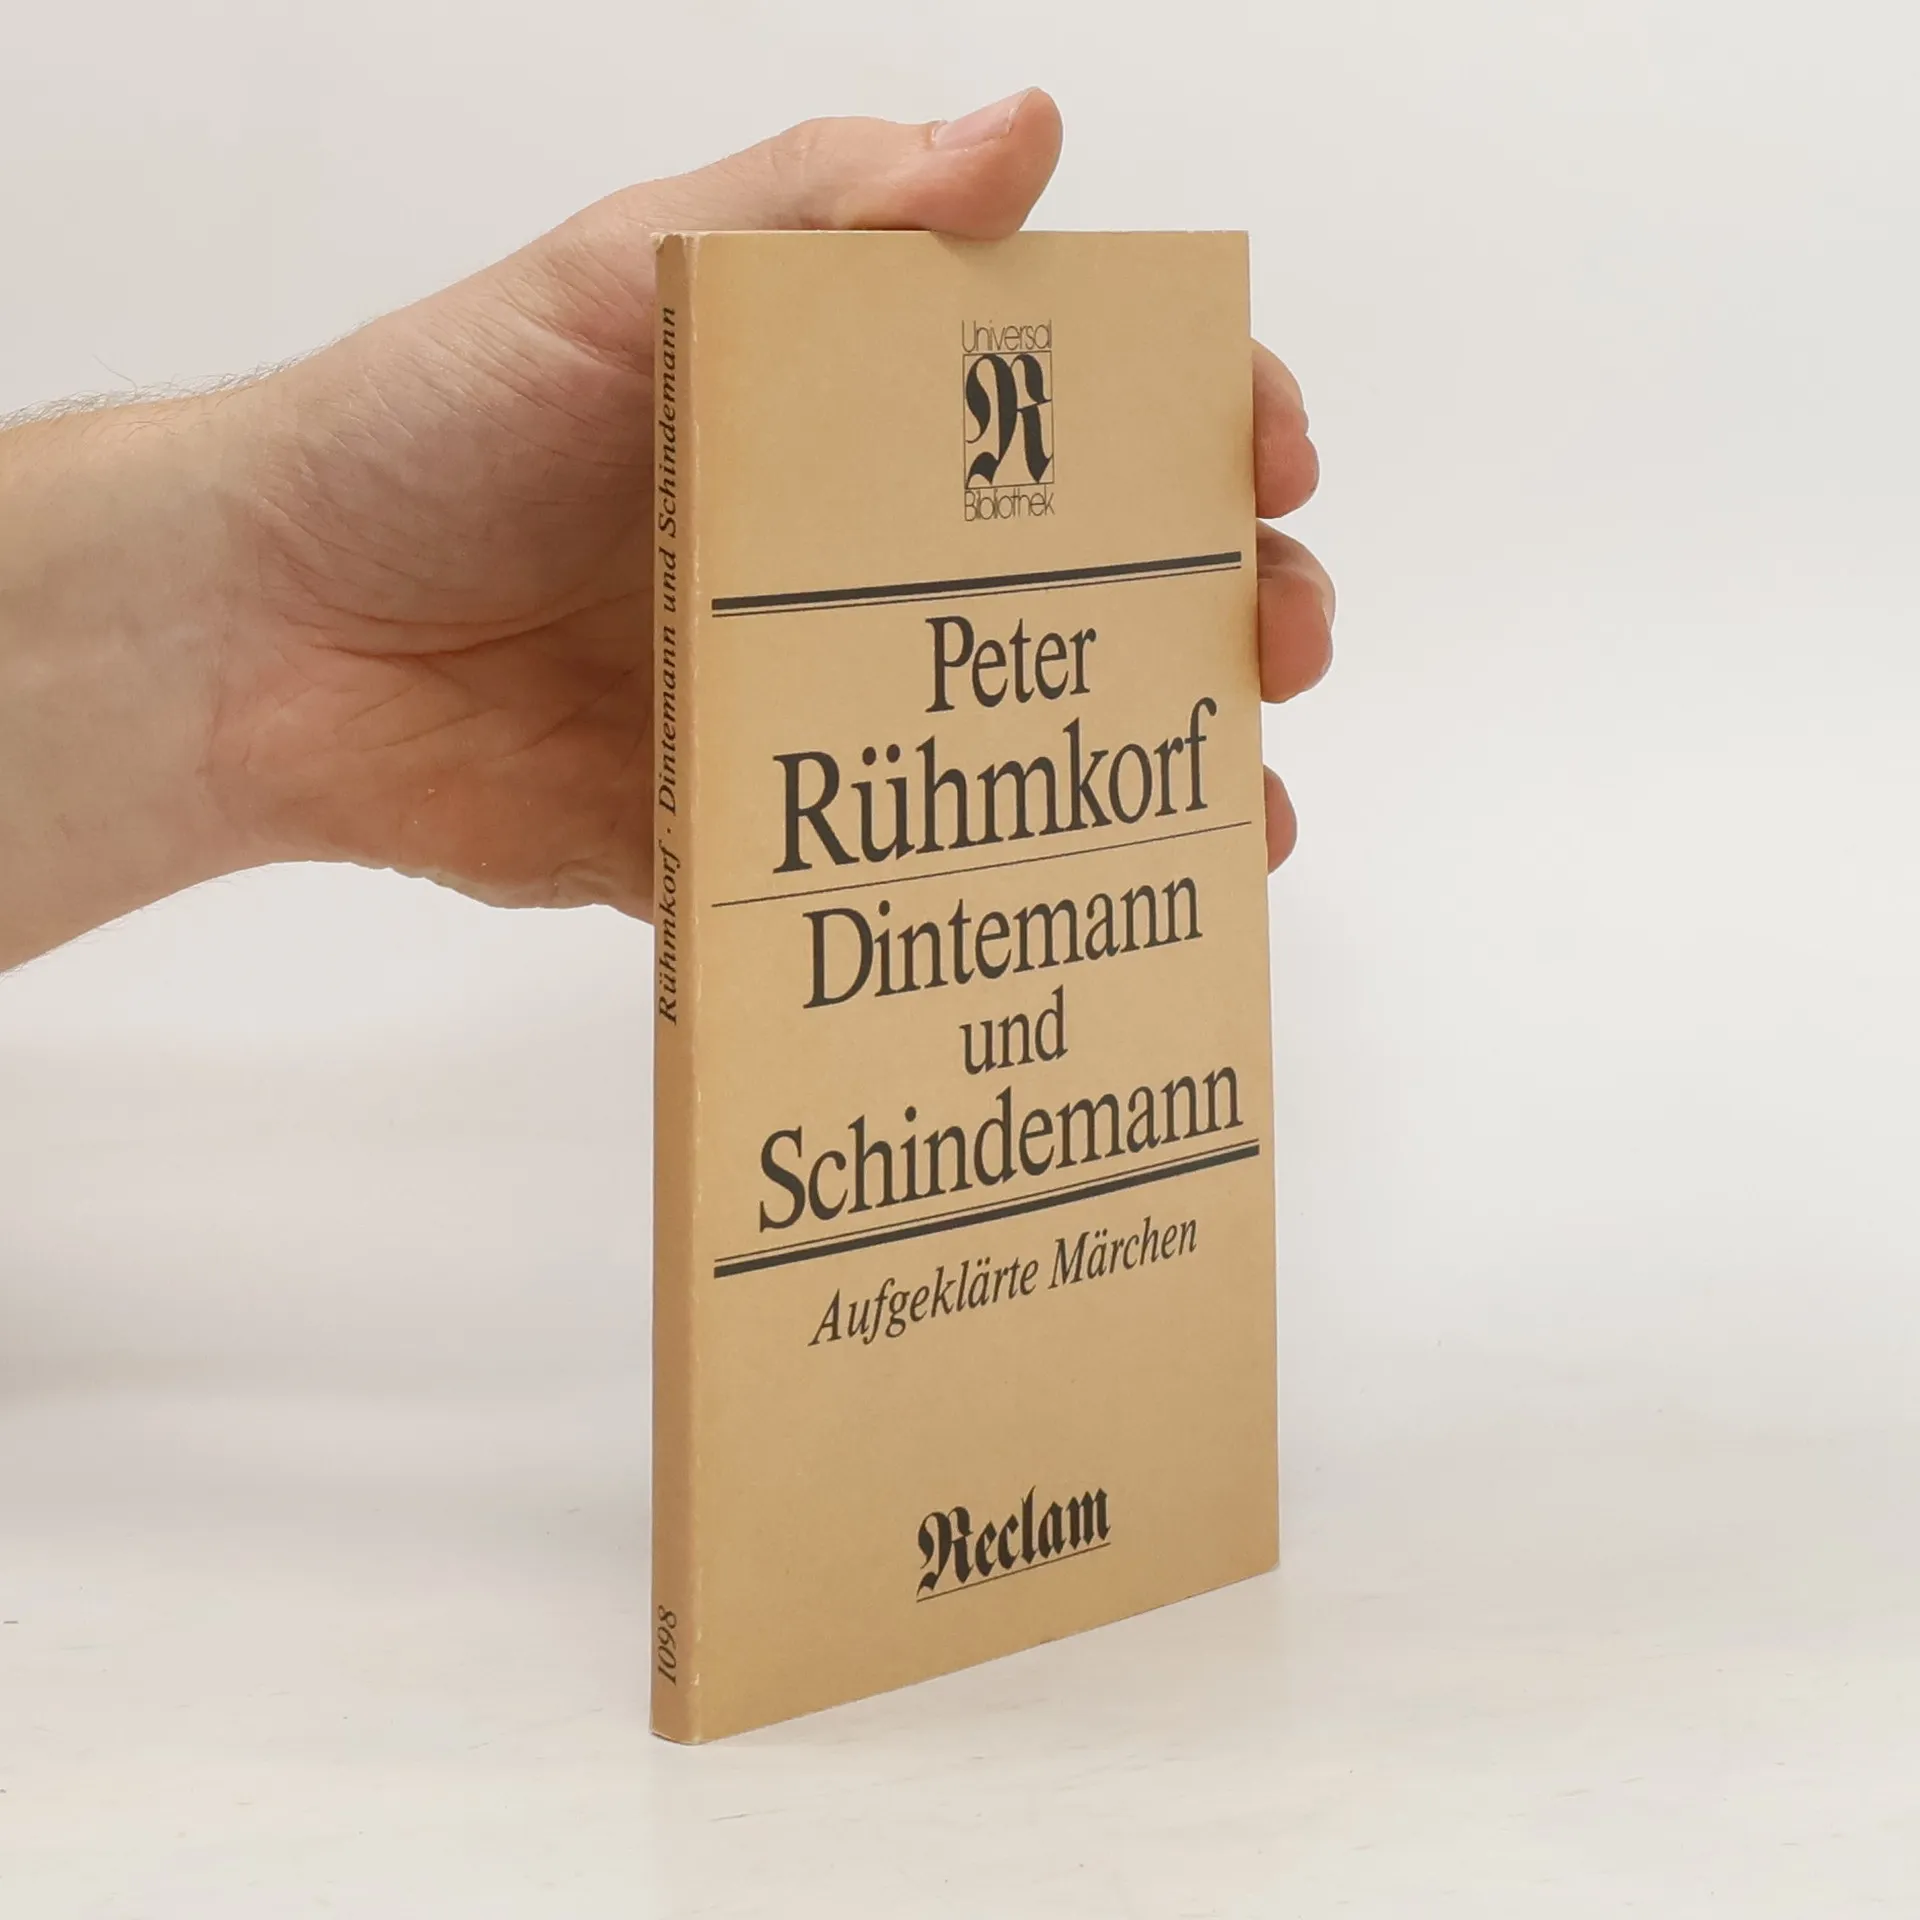 Rühmkorf · Dintemann und Schindemann
1098
Universal
R
Bibliothek
Peter
Rühmkorf
Dintemann
und
Schindemann
Aufgeklärte Märchen
Reclam